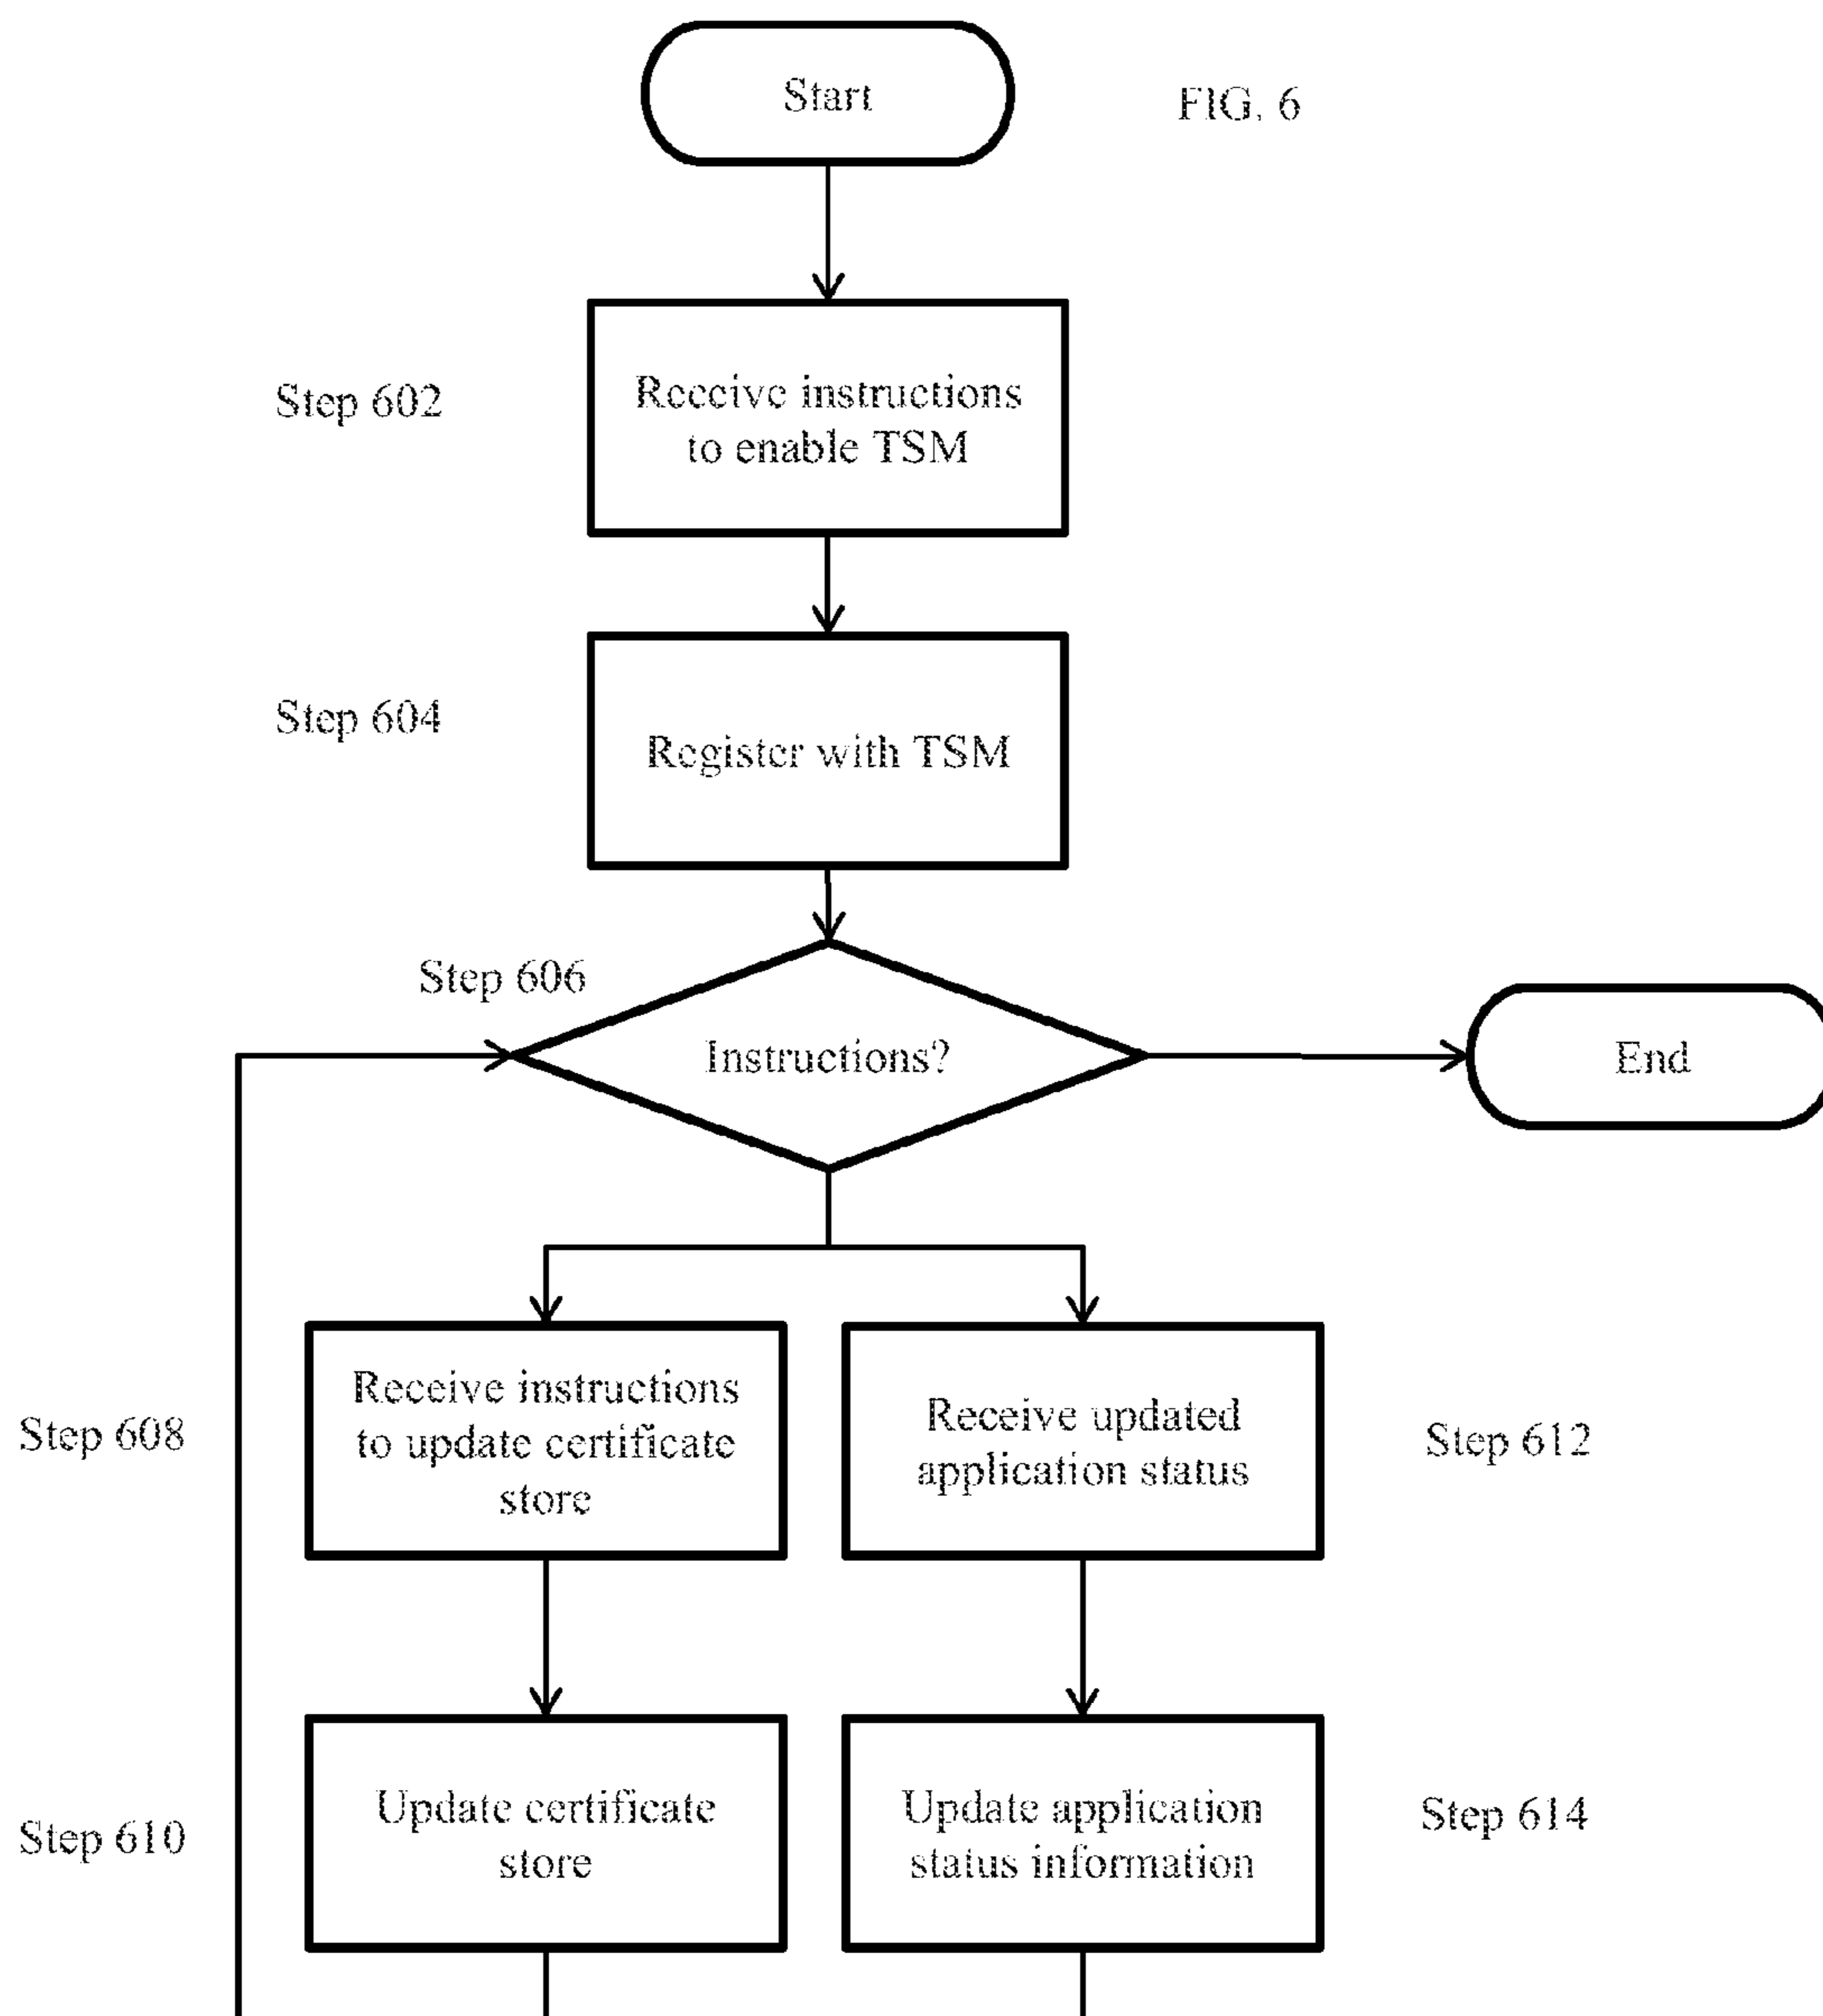 Start
FIG. 6
Step 602
Receive instructions
to enable TSM
Step 604
Register with TSM
Step 606
Instructions?
End
Step 608
Receive instructions
to update certificate
store
Receive updated
application status
Step 612
Step 610
Update certificate
store
Update application
status information
Step 614